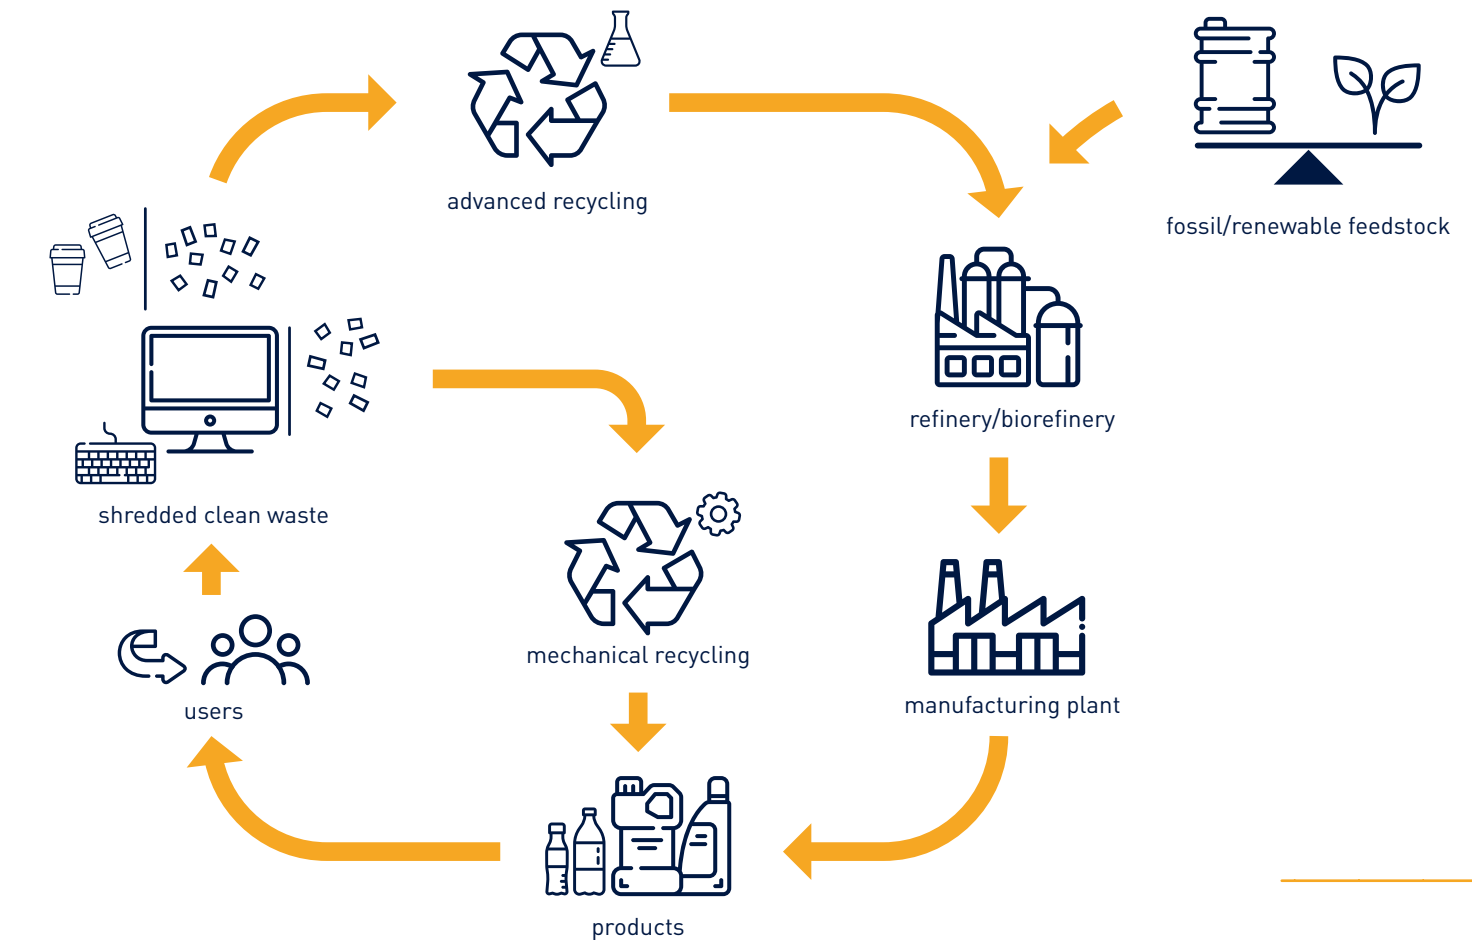 advanced recycling
fossil/renewable feedstock
refinery/biorefinery
shredded clean waste
mechanical recycling
manufacturing plant
users
products